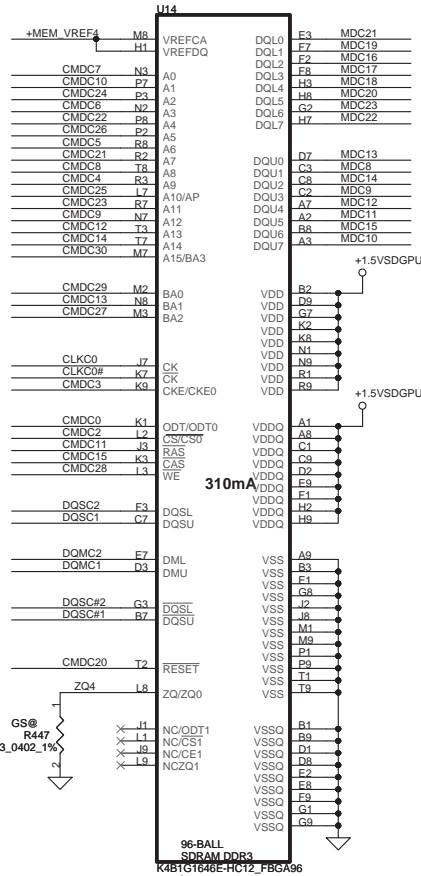 U14
+MEM_VREF4 M8 VREFCA DQL0 E3 MDC21
H1 VREFDQ DQL1 F7 MDC19
DQL2 F2 MDC16
CMDC7 N3 A0 DQL3 F8 MDC17
CMDC10 P7 A1 DQL4 H3 MDC18
CMDC24 P3 A2 DQL5 H8 MDC20
CMDC6 N2 A3 DQL6 G2 MDC23
CMDC22 P8 A4 DQL7 H7 MDC22
CMDC26 P2 A5
CMDC5 R8 A6
CMDC21 R2 A7 DQU0 D7 MDC13
CMDC8 T8 A8 DQU1 C3 MDC8
CMDC4 R3 A9 DQU2 C8 MDC14
CMDC25 L7 A10/AP DQU3 C2 MDC9
CMDC23 R7 A11 DQU4 A7 MDC12
CMDC9 N7 A12 DQU5 A2 MDC11
CMDC12 T3 A13 DQU6 B8 MDC15
CMDC14 T7 A14 DQU7 A3 MDC10
CMDC30 M7 A15/BA3
+1.5VSDGPU
CMDC29 M2 BA0 VDD B2
CMDC13 N8 BA1 VDD D9
CMDC27 M3 BA2 VDD G7
VDD K2
VDD K8
VDD N1
CLKC0 J7 CK VDD N9
CLKC0# K7 CK VDD R1
CMDC3 K9 CKE/CKE0 VDD R9
+1.5VSDGPU
CMDC0 K1 ODT/ODT0 VDDQ A1
CMDC2 L2 CS/CS0 VDDQ A8
CMDC11 J3 RAS VDDQ C1
CMDC15 K3 CAS VDDQ C9
CMDC28 L3 WE VDDQ D2
310mA VDDQ E9
DQSC2 F3 DQSL VDDQ F1
DQSC1 C7 DQSU VDDQ H2
VDDQ H9
DQMC2 E7 DML VSS A9
DQMC1 D3 DMU VSS B3
VSS E1
VSS G8
DQSC#2 G3 DQSL VSS J2
DQSC#1 B7 DQSU VSS J8
VSS M1
VSS M9
VSS P1
CMDC20 T2 RESET VSS P9
VSS T1
ZQ4 L8 ZQ/ZQ0 VSS T9
1
GS@
R447
3_0402_1%
2
J1 NC/ODT1 VSSQ B1
L1 NC/CS1 VSSQ B9
J9 NC/CE1 VSSQ D1
L9 NCZQ1 VSSQ D8
VSSQ E2
VSSQ E8
VSSQ F9
VSSQ G1
VSSQ G9
96-BALL
SDRAM DDR3
K4B1G1646E-HC12_FBGA96